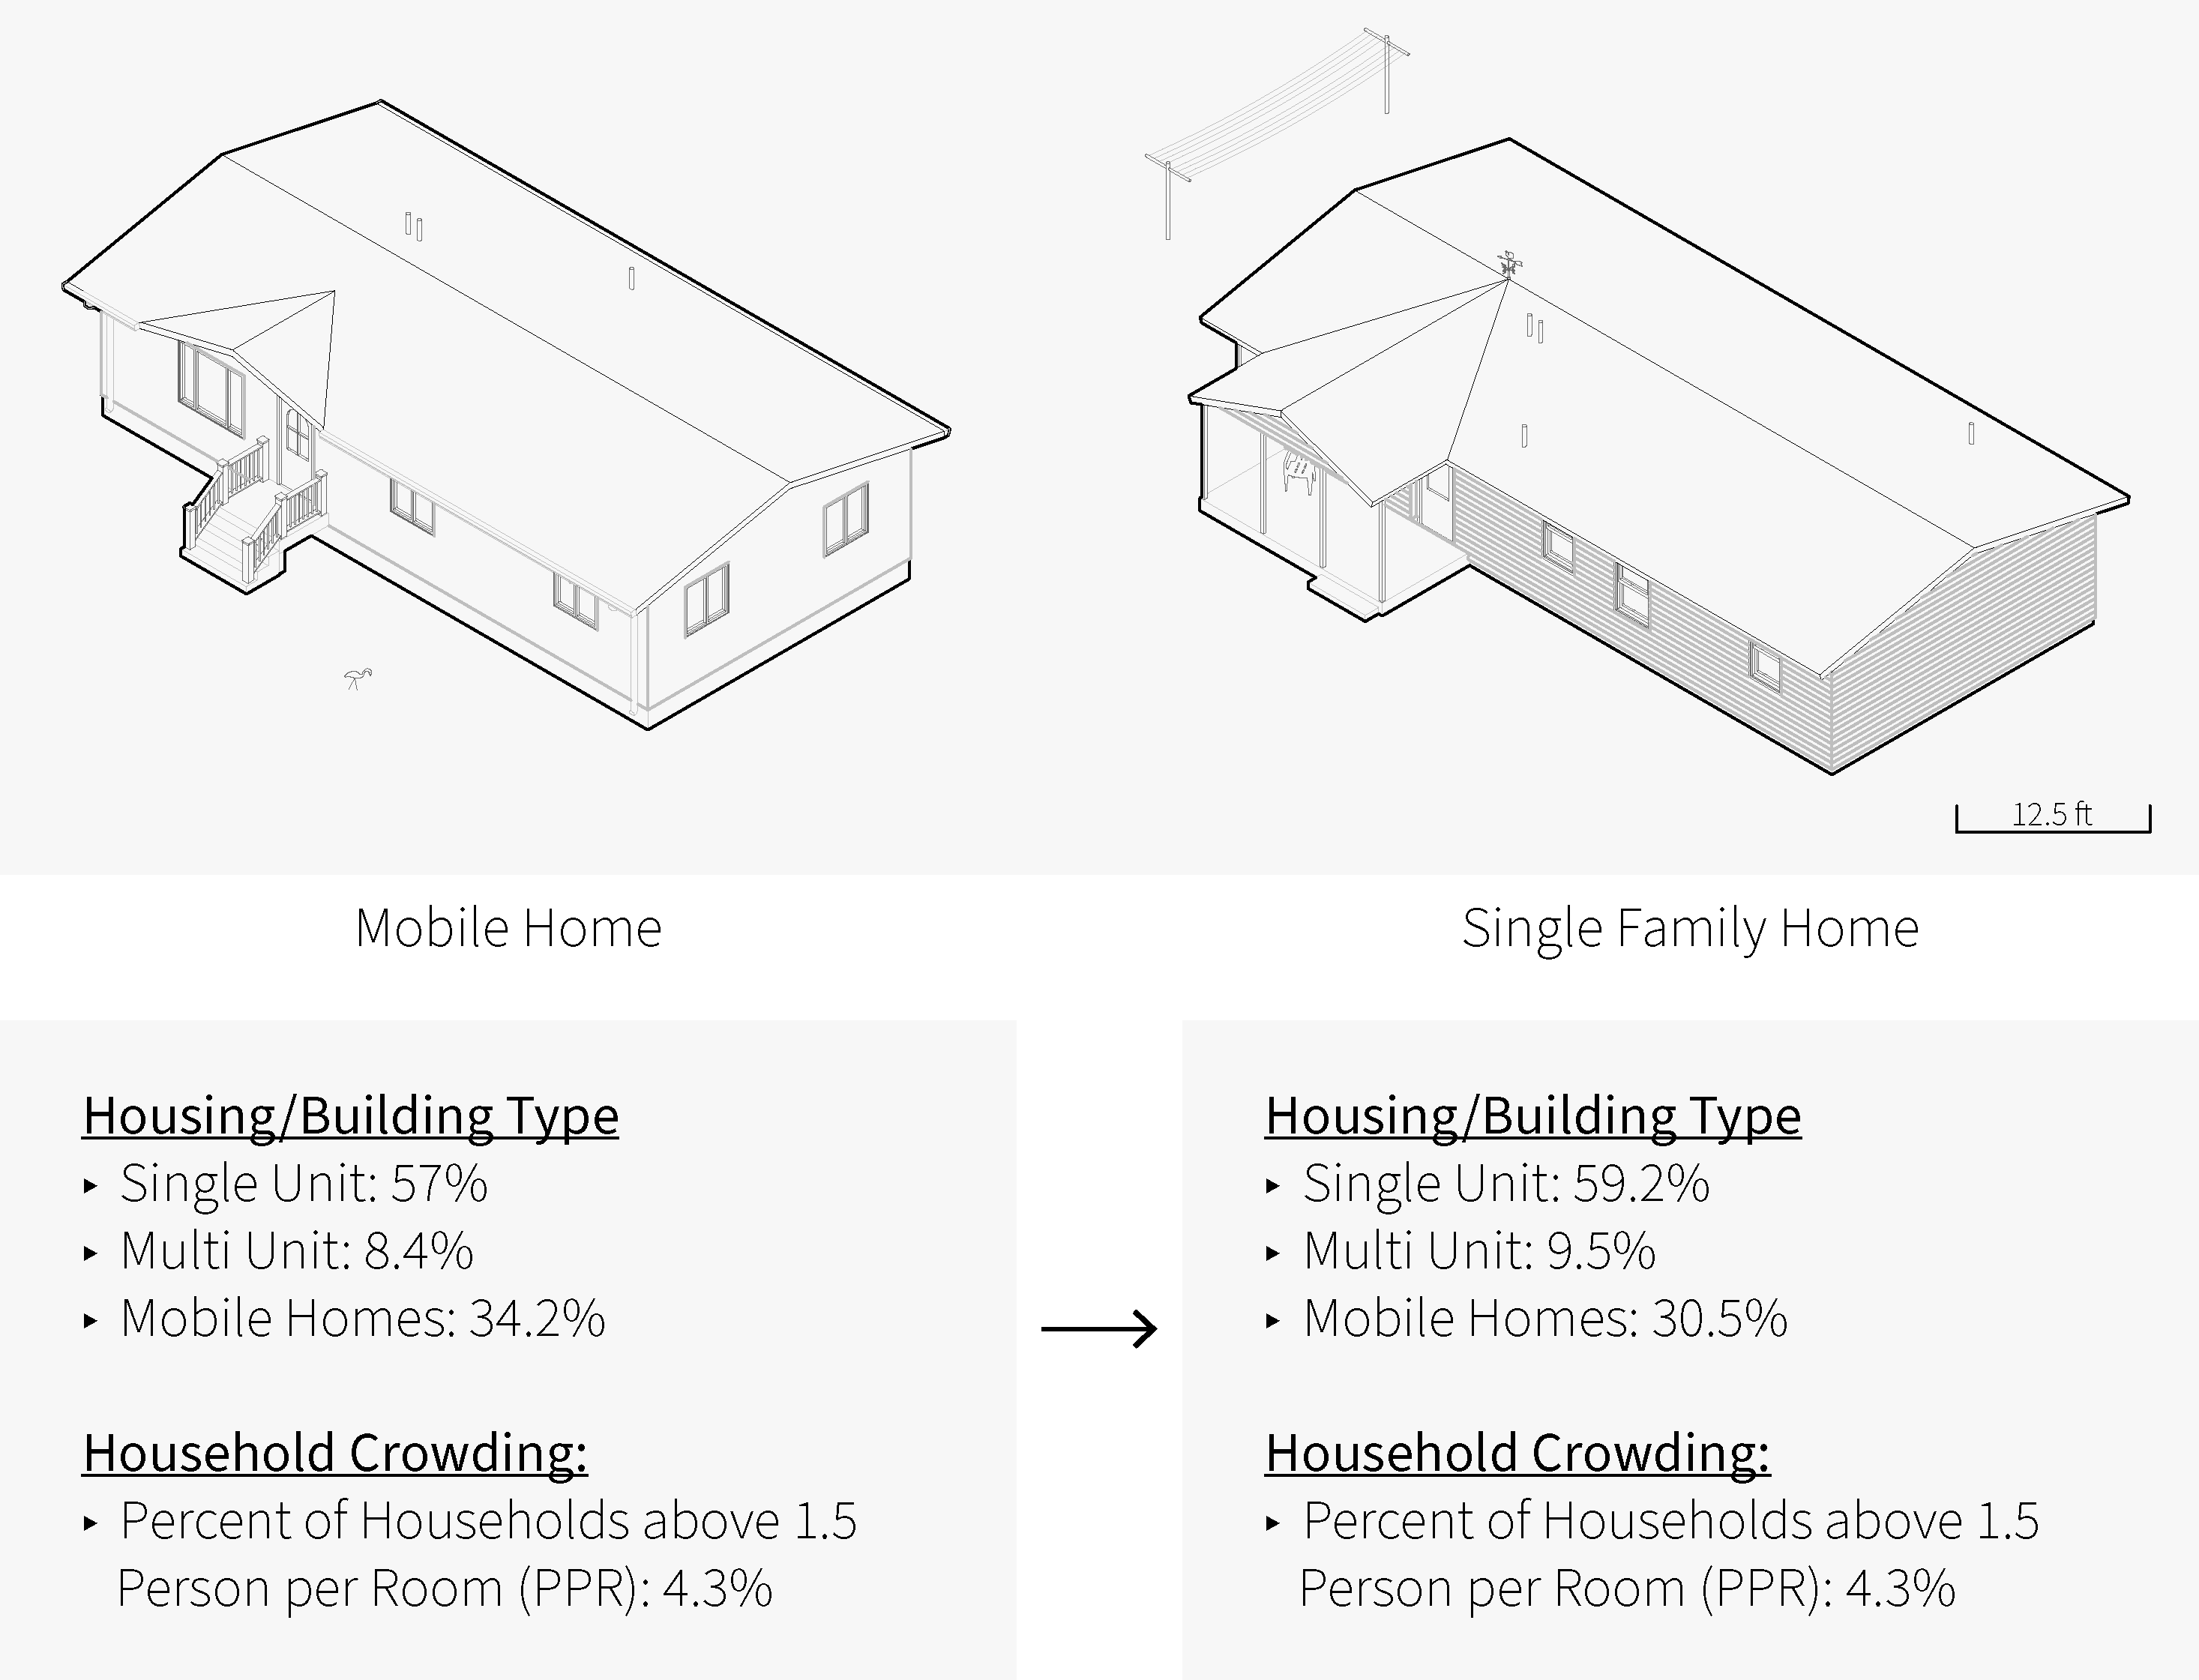 12.5 ft
Mobile Home
Single Family Home
Housing/Building Type
‣ Single Unit: 57%
‣ Multi Unit: 8.4%
‣ Mobile Homes: 34.2%
Household Crowding:
‣ Percent of Households above 1.5
Person per Room (PPR): 4.3%
Housing/Building Type
‣ Single Unit: 59.2%
‣ Multi Unit: 9.5%
‣ Mobile Homes: 30.5%
Household Crowding:
‣ Percent of Households above 1.5
Person per Room (PPR): 4.3%